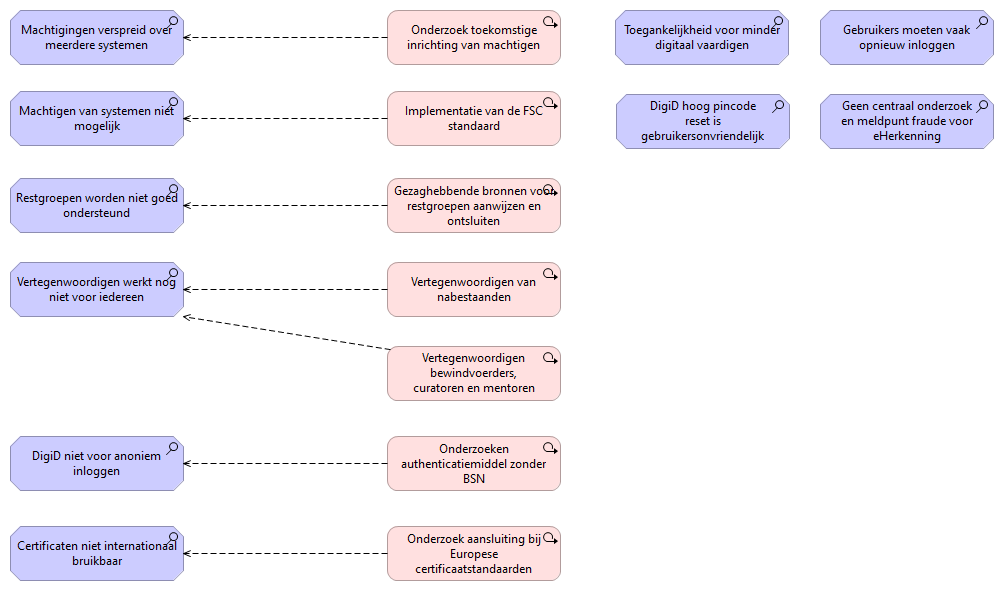 Machtigingen verspreid over
meerdere systemen
Onderzoek toekomstige
inrichting van machtigen
Toegankelijkheid voor minder
digitaal vaardigen
Gebruikers moeten vaak
opnieuw inloggen
Machtigen van systemen niet
mogelijk
Implementatie van de FSC
standaard
DigiD hoog pincode
reset is
gebruikersonvriendelijk
Geen centraal onderzoek
en meldpunt fraude voor
eHerkenning
Restgroepen worden niet goed
ondersteund
Gezaghebbende bronnen voor
restgroepen aanwijzen en
ontsluiten
Vertegenwoordigen werkt nog
niet voor iedereen
Vertegenwoordigen van
nabestaanden
Vertegenwoordigen
bewindvoerders,
curatoren en mentoren
DigiD niet voor anoniem
inloggen
Onderzoeken
authenticatiemiddel zonder
BSN
Certificaten niet internationaal
bruikbaar
Onderzoek aansluiting bij
Europese
certificaatstandaarden